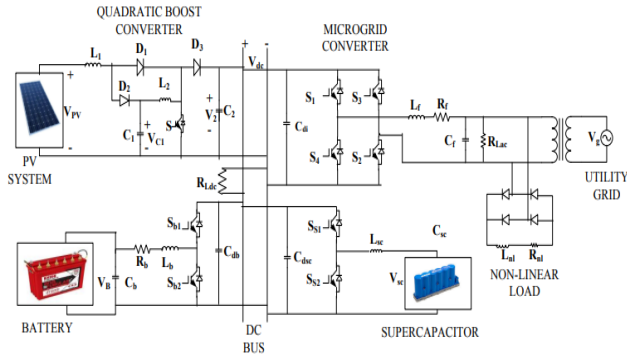 QUADRATIC BOOST
CONVERTER
MICROGRID
CONVERTER
L1
D1
D3
D2
L2
+
VPV
-
C1
+
VC1
-
S
+
V2
-
C2
+ -
Vdc
Cdi
S1
S3
S4
S2
Lf
Rf
Cf
RLac
Vg
UTILITY
GRID
PV
SYSTEM
RLdc
Lnl
Rnl
NON-LINEAR
LOAD
VB
Cb
Rb
Lb
Sb1
Sb2
Cdb
Cdsc
SS1
SS2
Lsc
Csc
Vsc
BATTERY
DC
BUS
SUPERCAPACITOR